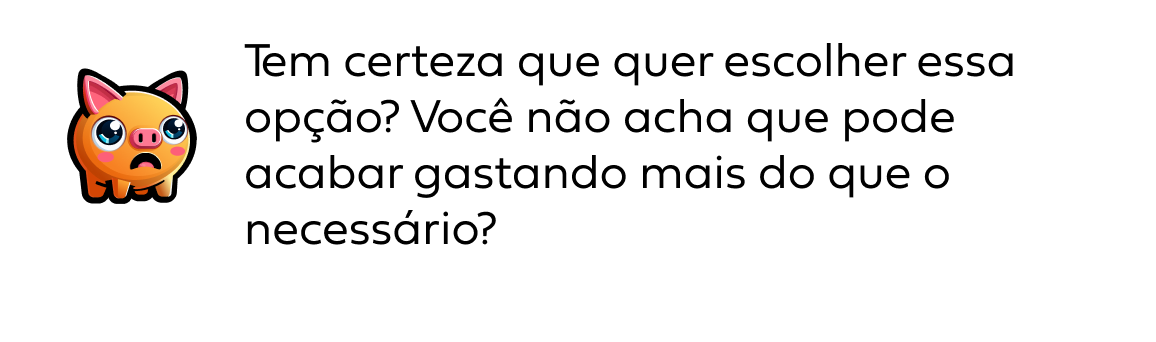 Tem certeza que quer escolher essa
opção? Você não acha que pode
acabar gastando mais do que o
necessário?